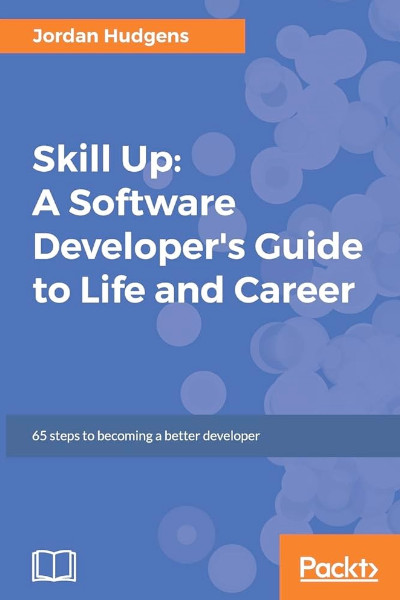 Jordan Hudgens
Skill Up:
A Software
Developer's Guide
to Life and Career
65 steps to becoming a better developer
Packt>